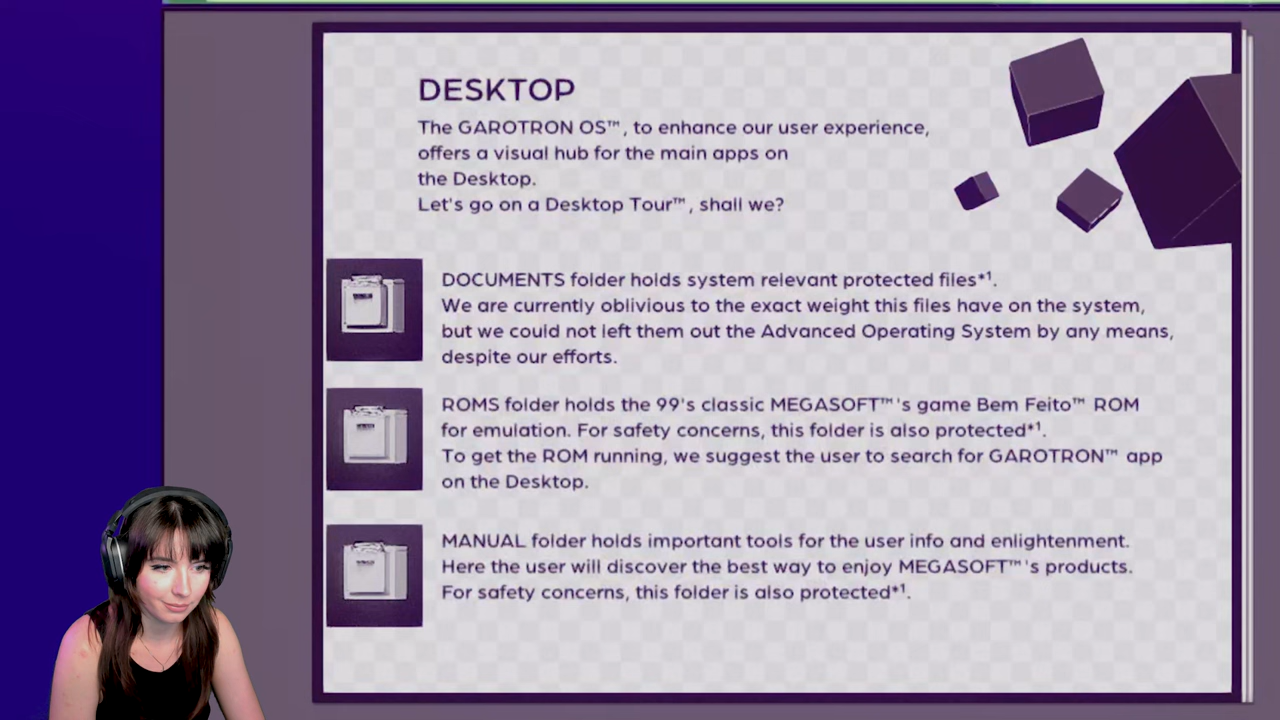 DESKTOP
The GAROTRON OS™, to enhance our user experience,
offers a visual hub for the main apps on
the Desktop.
Let's go on a Desktop Tour™, shall we?
DOCUMENTS folder holds system relevant protected files*¹.
We are currently oblivious to the exact weight this files have on the system,
but we could not left them out the Advanced Operating System by any means,
despite our efforts.
ROMS folder holds the 99's classic MEGASOFT™'s game Bem Feito™ ROM
for emulation. For safety concerns, this folder is also protected*¹.
To get the ROM running, we suggest the user to search for GAROTRON™ app
on the Desktop.
MANUAL folder holds important tools for the user info and enlightenment.
Here the user will discover the best way to enjoy MEGASOFT™'s products.
For safety concerns, this folder is also protected*¹.